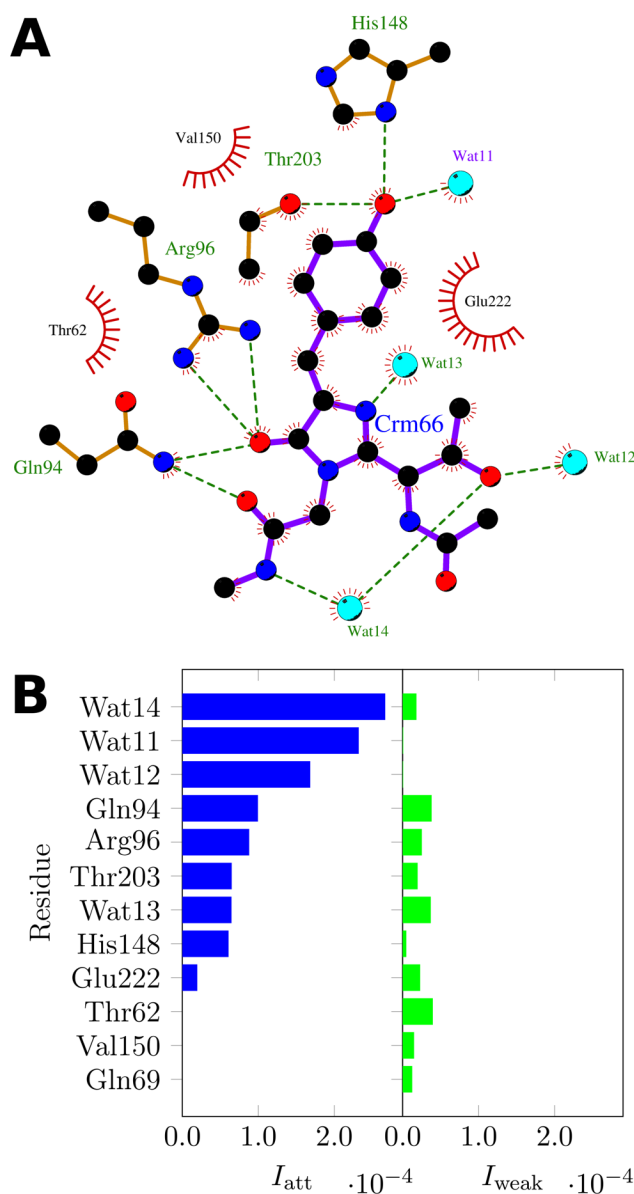 A
His148
Val150
Thr203
Wat11
Arg96
Thr62
Glu222
Wat13
Crm66
Gln94
Wat12
Wat14
B
Residue
Wat14
Wat11
Wat12
Gln94
Arg96
Thr203
Wat13
His148
Glu222
Thr62
Val150
Gln69
0.0 1.0 2.0 0.0 1.0 2.0
I_att ·10^-4 I_weak ·10^-4